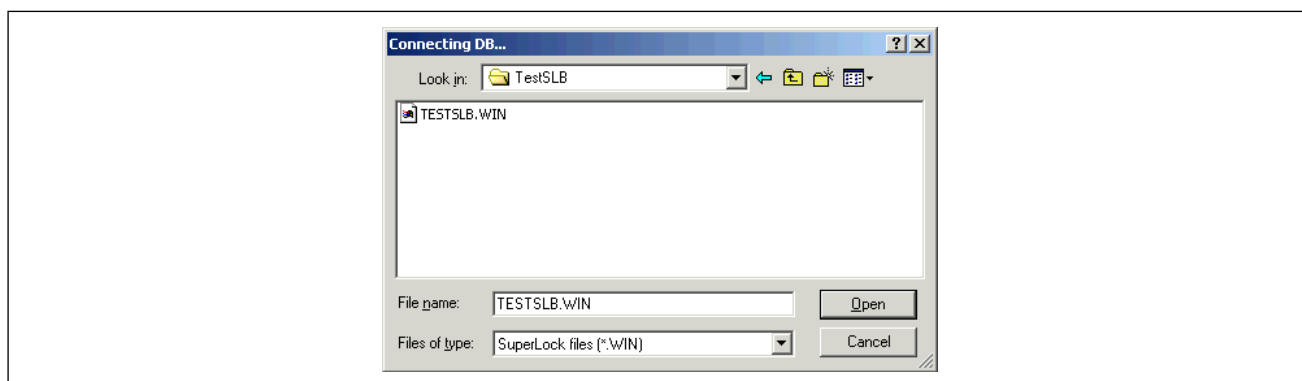 Connecting DB...
Look in: TestSLB
TESTSLB.WIN
File name: TESTSLB.WIN
Open
Files of type: SuperLock files (*.WIN)
Cancel